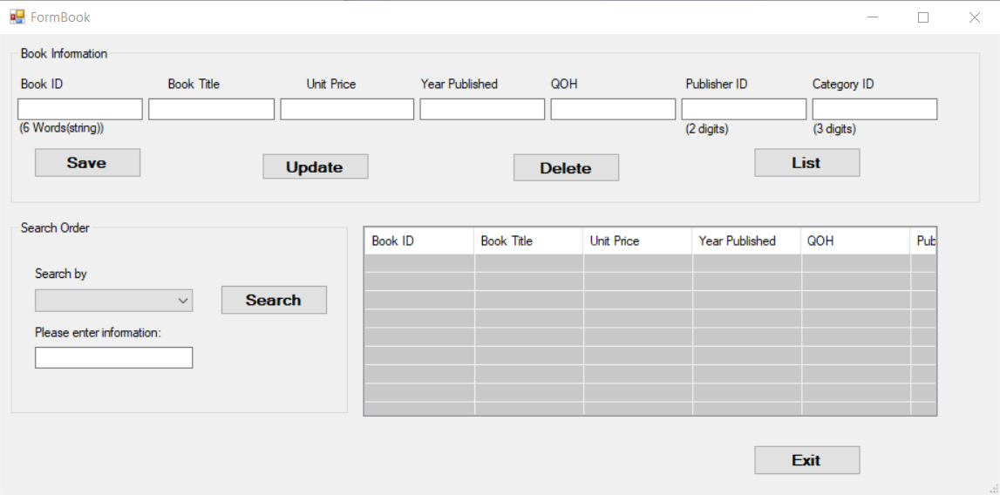 FormBook
Book Information
Book ID Book Title Unit Price Year Published QOH Publisher ID Category ID
(6 Words(string)) (2 digits) (3 digits)
Save Update Delete List
Search Order
Search by
Search
Please enter information:
Book ID Book Title Unit Price Year Published QOH Pub
Exit